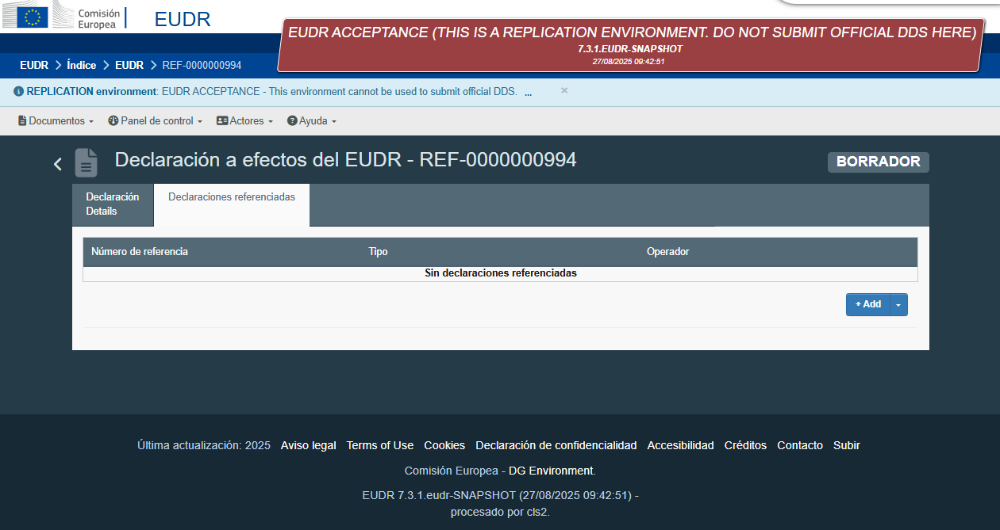 Comisión
Europea
EUDR
EUDR ACCEPTANCE (THIS IS A REPLICATION ENVIRONMENT. DO NOT SUBMIT OFFICIAL DDS HERE)
7.3.1.EUDR-SNAPSHOT
27/08/2025 09:42:51
EUDR > Índice > EUDR > REF-0000000994
REPLICATION environment: EUDR ACCEPTANCE - This environment cannot be used to submit official DDS. ... ×
Documentos Panel de control Actores Ayuda
Declaración a efectos del EUDR - REF-0000000994
BORRADOR
Declaración
Details
Declaraciones referenciadas
Número de referencia Tipo Operador
Sin declaraciones referenciadas
+ Add
Última actualización: 2025 Aviso legal Terms of Use Cookies Declaración de confidencialidad Accesibilidad Créditos Contacto Subir
Comisión Europea - DG Environment.
EUDR 7.3.1.eudr-SNAPSHOT (27/08/2025 09:42:51) -
procesado por cls2.